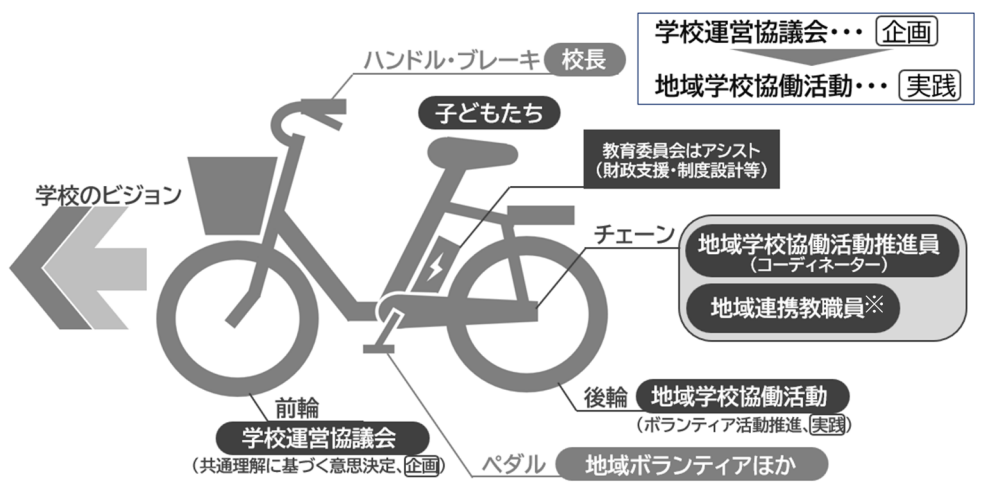 学校運営協議会・・・ 企画
地域学校協働活動・・・ 実践
ハンドル・ブレーキ 校長
子どもたち
教育委員会はアシスト
（財政支援・制度設計等）
学校のビジョン
チェーン
地域学校協働活動推進員
（コーディネーター）
地域連携教職員※
後輪 地域学校協働活動
（ボランティア活動推進、実践）
前輪
学校運営協議会
（共通理解に基づく意思決定、企画）
ペダル 地域ボランティアほか